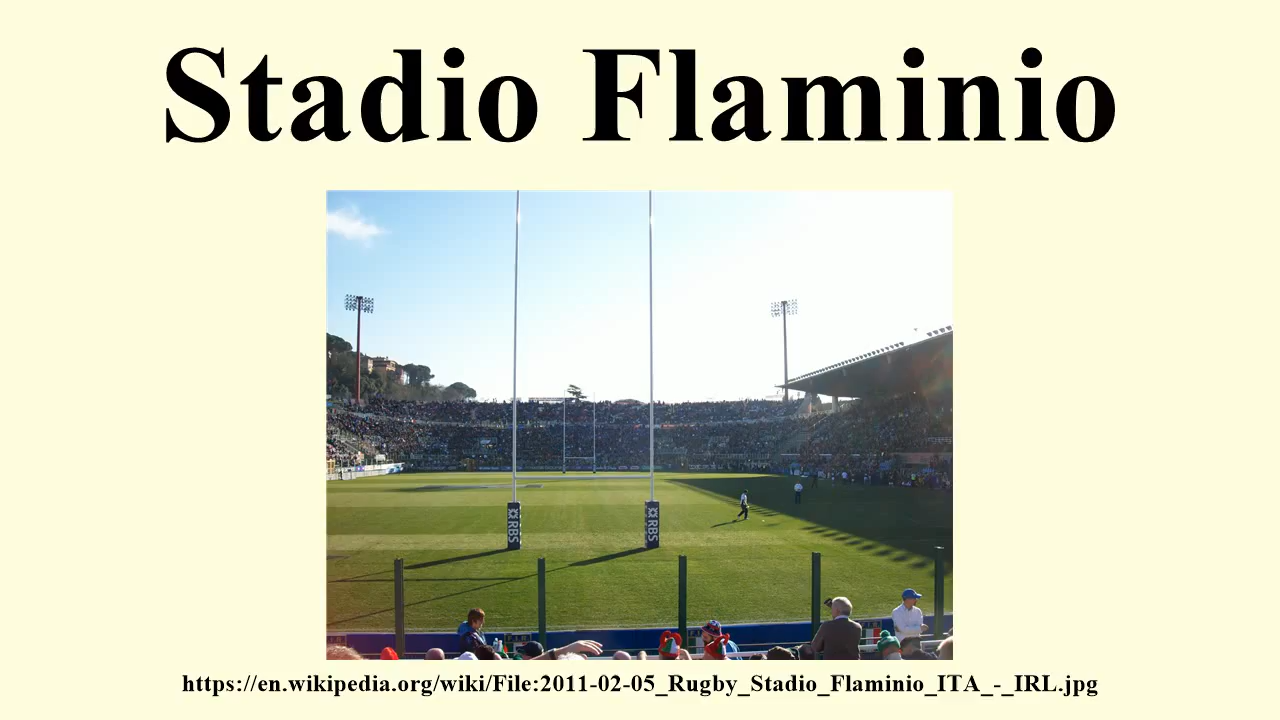 Stadio Flaminio
RBS
RBS
https://en.wikipedia.org/wiki/File:2011-02-05_Rugby_Stadio_Flaminio_ITA_-_IRL.jpg